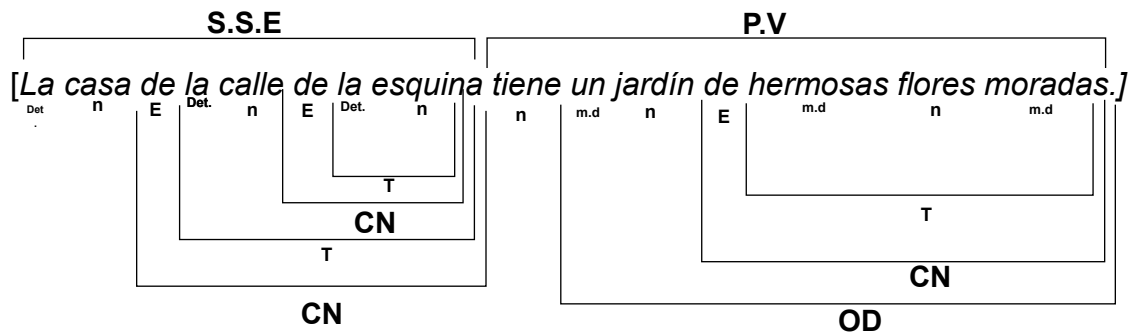 S.S.E P.V
[La casa de la calle de la esquina tiene un jardín de hermosas flores moradas.]
Det. n E Det. n E Det. n n m.d n E m.d n m.d
T
CN T
T
CN
CN OD